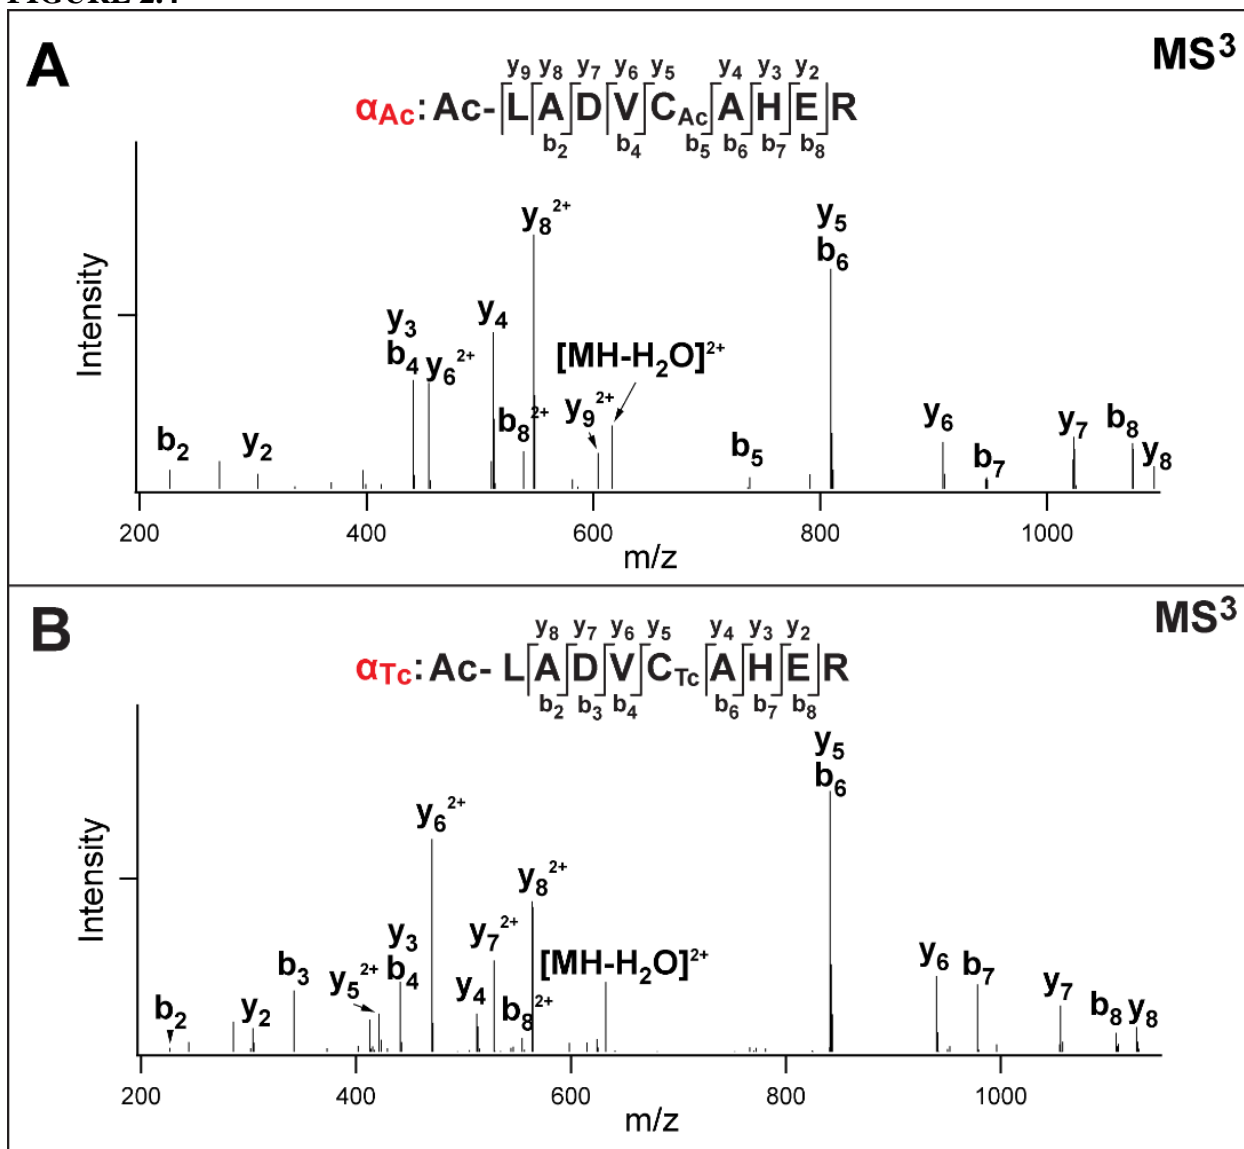 FIGURE 2.4
A
MS3
y9 y8 y7 y6 y5 y4 y3 y2
αAc: Ac-LADVCAcAHER
b2 b4 b5 b6 b7 b8
Intensity
b2
y2
y3
b4
y6 2+
y4
b8 2+
y8 2+
y9 2+
[MH-H2O]2+
b5
y5
b6
y6
b7
y7
b8
y8
200 400 600 800 1000
m/z
B
MS3
y8 y7 y6 y5 y4 y3 y2
αTc: Ac- LADVCTcAHER
b2 b3 b4 b6 b7 b8
Intensity
b2
y2
b3
y5 2+
y3
b4
y6 2+
y4
y7 2+
b8 2+
y8 2+
[MH-H2O]2+
y5
b6
y6
b7
y7
b8
y8
200 400 600 800 1000
m/z